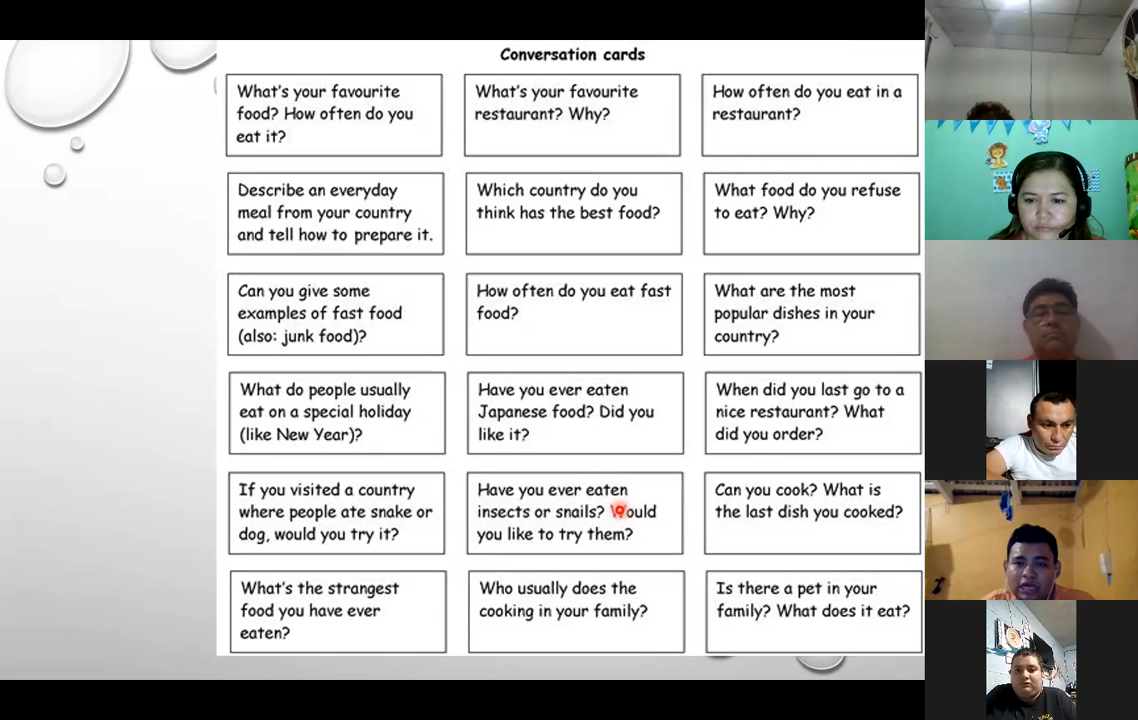 Conversation cards
What's your favourite
food? How often do you
eat it?
What's your favourite
restaurant? Why?
How often do you eat in a
restaurant?
Describe an everyday
meal from your country
and tell how to prepare it.
Which country do you
think has the best food?
What food do you refuse
to eat? Why?
Can you give some
examples of fast food
(also: junk food)?
How often do you eat fast
food?
What are the most
popular dishes in your
country?
What do people usually
eat on a special holiday
(like New Year)?
Have you ever eaten
Japanese food? Did you
like it?
When did you last go to a
nice restaurant? What
did you order?
If you visited a country
where people ate snake or
dog, would you try it?
Have you ever eaten
insects or snails? Would
you like to try them?
Can you cook? What is
the last dish you cooked?
What's the strangest
food you have ever
eaten?
Who usually does the
cooking in your family?
Is there a pet in your
family? What does it eat?